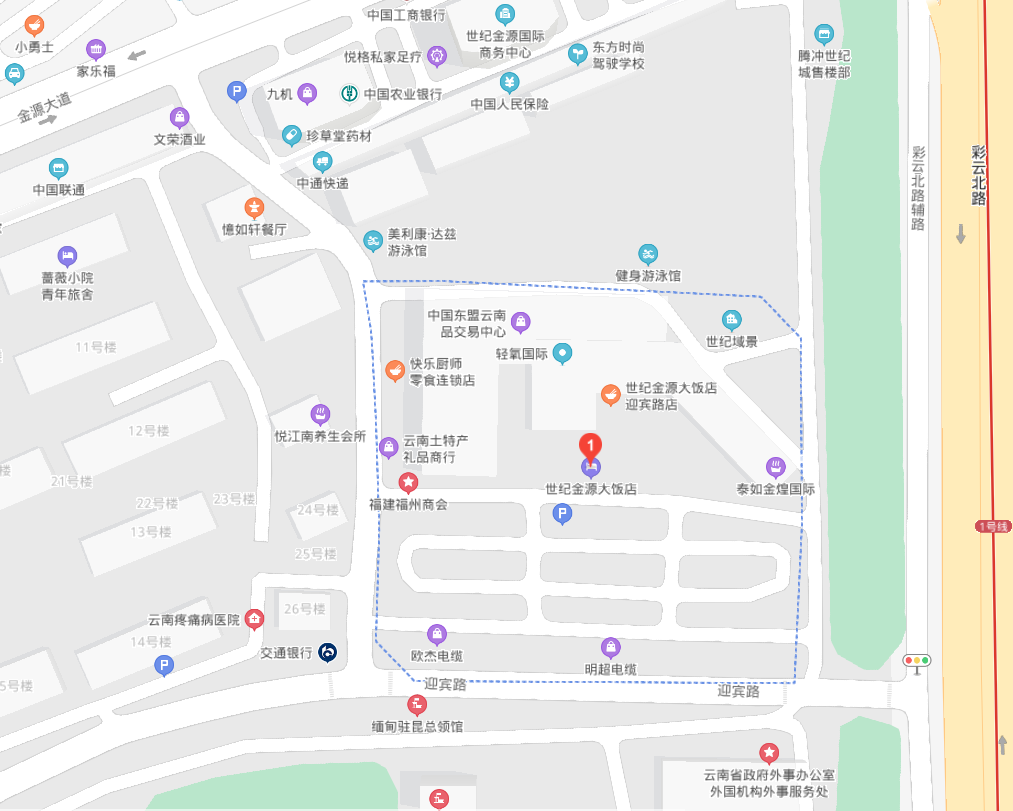 中国工商银行
小勇士
家乐福
世纪金源国际
商务中心
悦格私家足疗
东方时尚
驾驶学校
腾冲世纪
城售楼部
金源大道
九机
中国农业银行
中国人民保险
文荣酒业
珍草堂药材
中国联通
中通快递
彩云北路辅路
彩云北路
憶如轩餐厅
美利康·达兹
游泳馆
蔷薇小院
青年旅舍
健身游泳馆
中国东盟云南
品交易中心
世纪域景
11号楼
轻氧国际
快乐厨师
零食连锁店
世纪金源大饭店
迎宾路店
悦江南养生会所
12号楼
云南土特产
礼品商行
1
世纪金源大饭店
泰如金煌国际
楼
21号楼
22号楼
23号楼
24号楼
福建福州商会
P
13号楼
25号楼
1号线
26号楼
云南疼痛病医院
14号楼
交通银行
欧杰电缆
明超电缆
P
5号楼
迎宾路
迎宾路
缅甸驻昆总领馆
云南省政府外事办公室
外国机构外事服务处
P